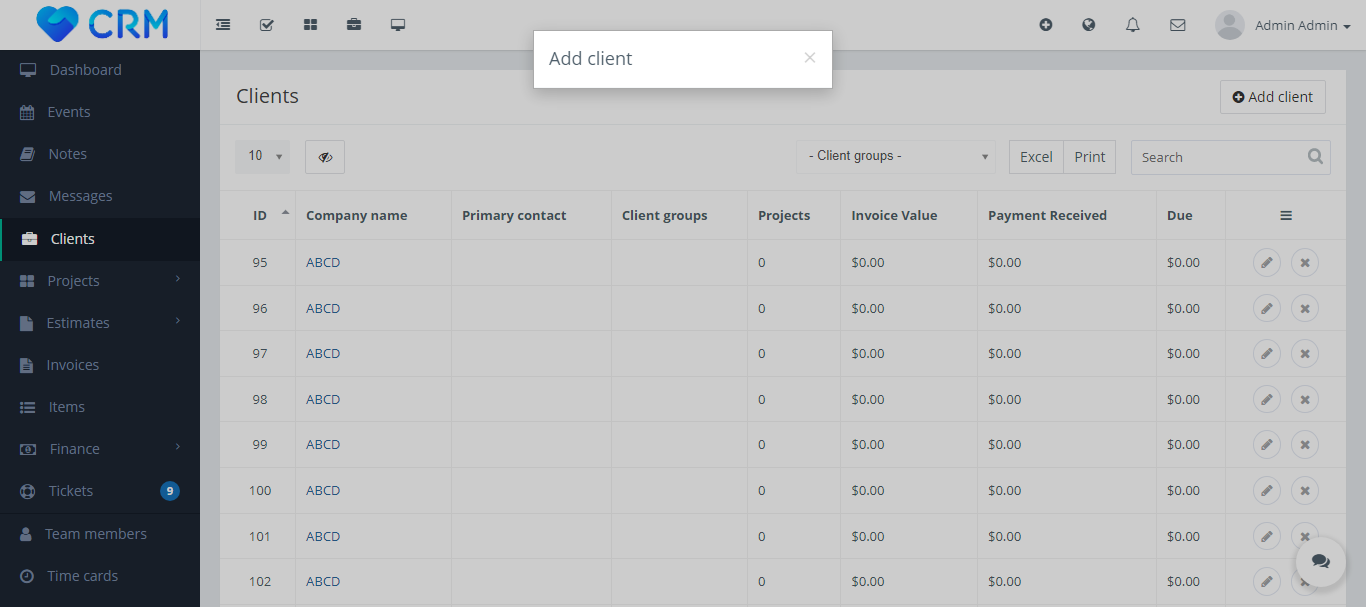 CRM
Admin Admin
Dashboard
Events
Notes
Messages
Clients
Projects
Estimates
Invoices
Items
Finance
Tickets 9
Team members
Time cards
Add client ×
Clients
Add client
10
- Client groups -
Excel Print
Search
ID Company name Primary contact Client groups Projects Invoice Value Payment Received Due
95 ABCD 0 $0.00 $0.00 $0.00
96 ABCD 0 $0.00 $0.00 $0.00
97 ABCD 0 $0.00 $0.00 $0.00
98 ABCD 0 $0.00 $0.00 $0.00
99 ABCD 0 $0.00 $0.00 $0.00
100 ABCD 0 $0.00 $0.00 $0.00
101 ABCD 0 $0.00 $0.00 $0.00
102 ABCD 0 $0.00 $0.00 $0.00